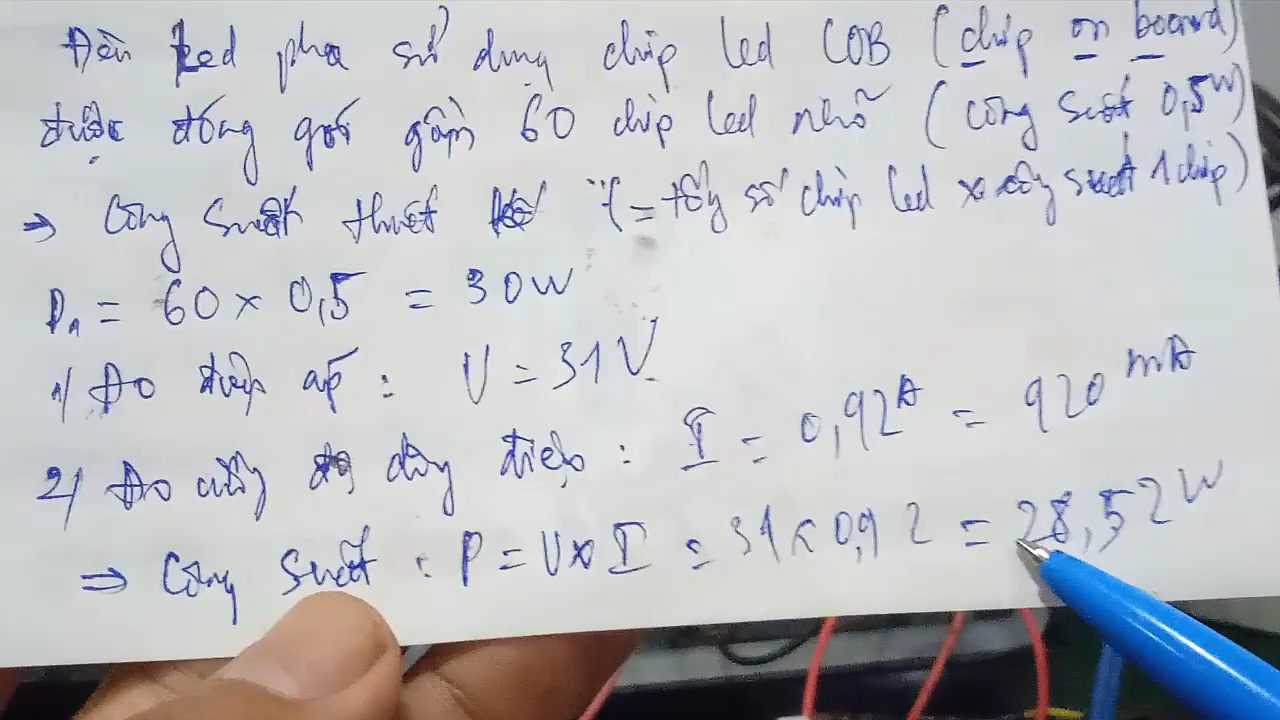 Đèn Led pha sử dụng chip led COB (chip on board)
được đóng gói gồm 60 chip led nhỏ (công suất 0,5W)
⇒ Công suất thiết kế (= tổng số chip led x công suất 1 chip)
P₁ = 60 x 0,5 = 30W
1/ Đo điện áp : V = 31V
2/ Đo cường độ dòng điện : I = 0,92A = 920 mA
⇒ Công suất : P = V x I = 31 x 0,92 = 28,52W